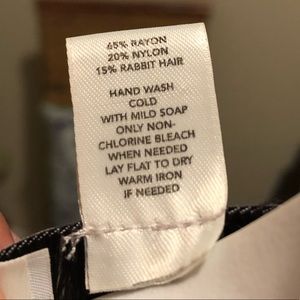 65% RAYON
20% NYLON
15% RABBIT HAIR
HAND WASH
COLD
WITH MILD SOAP
ONLY NON-
CHLORINE BLEACH
WHEN NEEDED
LAY FLAT TO DRY
WARM IRON
IF NEEDED